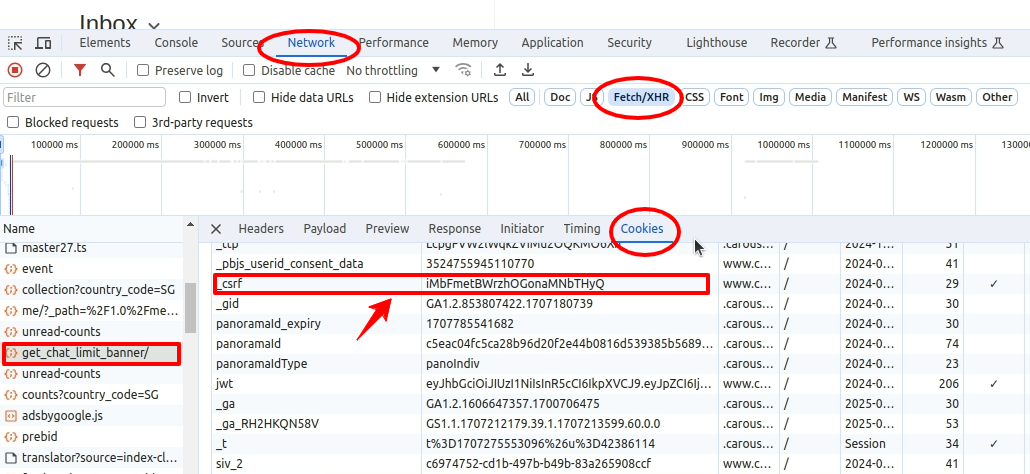 Inbox
Elements Console Sources Network Performance Memory Application Security Lighthouse Recorder Performance insights
Preserve log Disable cache No throttling
Filter Invert Hide data URLs Hide extension URLs All Doc JS Fetch/XHR CSS Font Img Media Manifest WS Wasm Other
Blocked requests 3rd-party requests
100000 ms 200000 ms 300000 ms 400000 ms 500000 ms 600000 ms 700000 ms 800000 ms 900000 ms 1000000 ms 1100000 ms 1200000 ms 13000
Name
master27.ts
event
collection?country_code=SG
me/?_path=%2F1.0%2Fme...
unread-counts
get_chat_limit_banner/
unread-counts
counts?country_code=SG
adsbygoogle.js
prebid
translator?source=index-cl...
Headers Payload Preview Response Initiator Timing Cookies
.carous... / 2024-1...
_pbjs_userid_consent_data 3524755945110770 www.c... / 2024-0... 41
_csrf iMbFmetBWrzhOGonaMNbTHyQ www.c... / 2024-0... 29 ✓
_gid GA1.2.853807422.1707180739 .carous... / 2024-0... 30
panoramaId_expiry 1707785541682 .carous... / 2024-0... 30
panoramaId c5eac04fc5ca28b96d20f2e44b0816d539385b5689... .carous... / 2024-0... 74
panoramaIdType panoIndiv .carous... / 2024-0... 23
jwt eyJhbGciOiJIUzI1NiIsInR5cCI6IkpXVCJ9.eyJpZCI6Ij... www.c... / 2024-0... 206 ✓
_ga GA1.2.1606647357.1700706475 .carous... / 2025-0... 30
_ga_RH2HKQN58V GS1.1.1707212179.39.1.1707213599.60.0.0 .carous... / 2025-0... 53
_t t%3D1707275553096%26u%3D42386114 .carous... / Session 34 ✓
siv_2 c6974752-cd1b-497b-b49b-83a265908ccf www.c... / 2024-0... 41